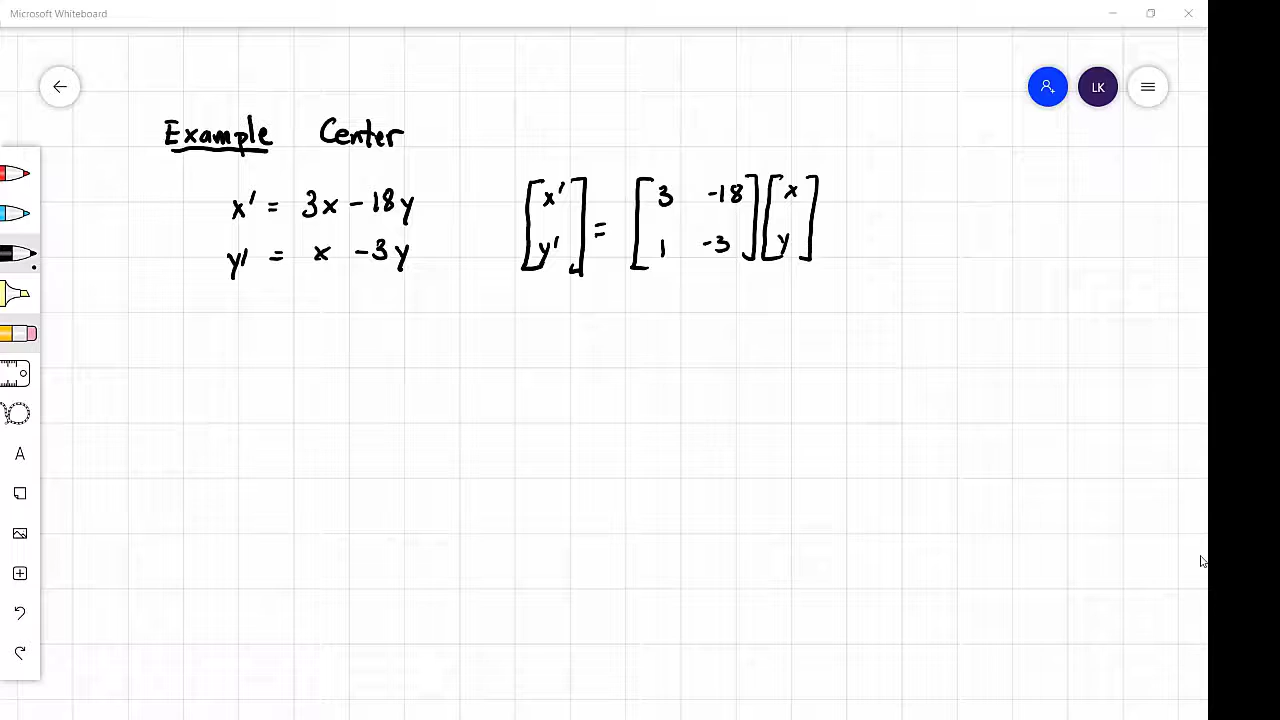 Microsoft Whiteboard
LK
Example Center
x' = 3x - 18y
y' = x - 3y
[x' y'] = [3 -18 1 -3] [x y]
A